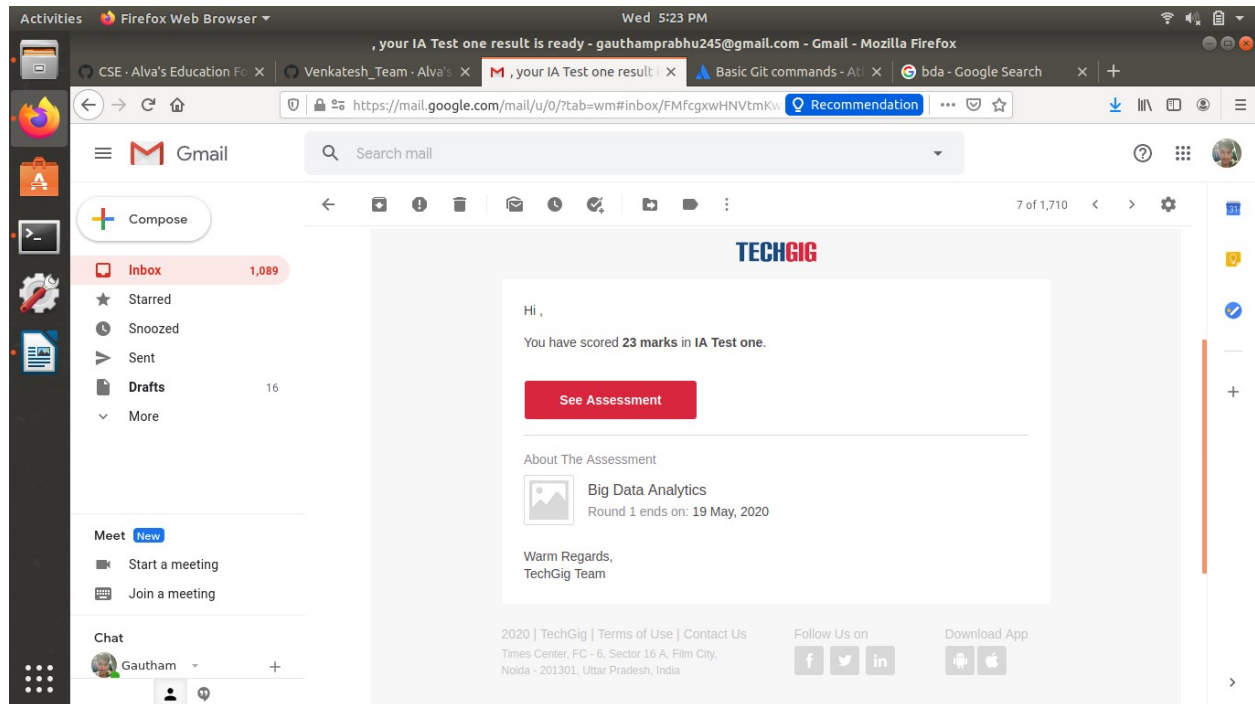 Activities Firefox Web Browser Wed 5:23 PM
, your IA Test one result is ready - gauthamprabhu245@gmail.com - Gmail - Mozilla Firefox
CSE · Alva's Education Fo Venkatesh_Team · Alva's , your IA Test one result i Basic Git commands - Atl bda - Google Search
https://mail.google.com/mail/u/0/?tab=wm#inbox/FMfcgxwHNVtmKw Recommendation
Gmail
Search mail
Compose
7 of 1,710
31
Inbox 1,089
Starred
Snoozed
Sent
Drafts 16
More
TECHGIG
Hi ,
You have scored 23 marks in IA Test one.
See Assessment
About The Assessment
Big Data Analytics
Round 1 ends on: 19 May, 2020
Warm Regards,
TechGig Team
Meet New
Start a meeting
Join a meeting
Chat
Gautham
2020 | TechGig | Terms of Use | Contact Us
Times Center, FC - 6, Sector 16 A, Film City,
Noida - 201301, Uttar Pradesh, India
Follow Us on
Download App